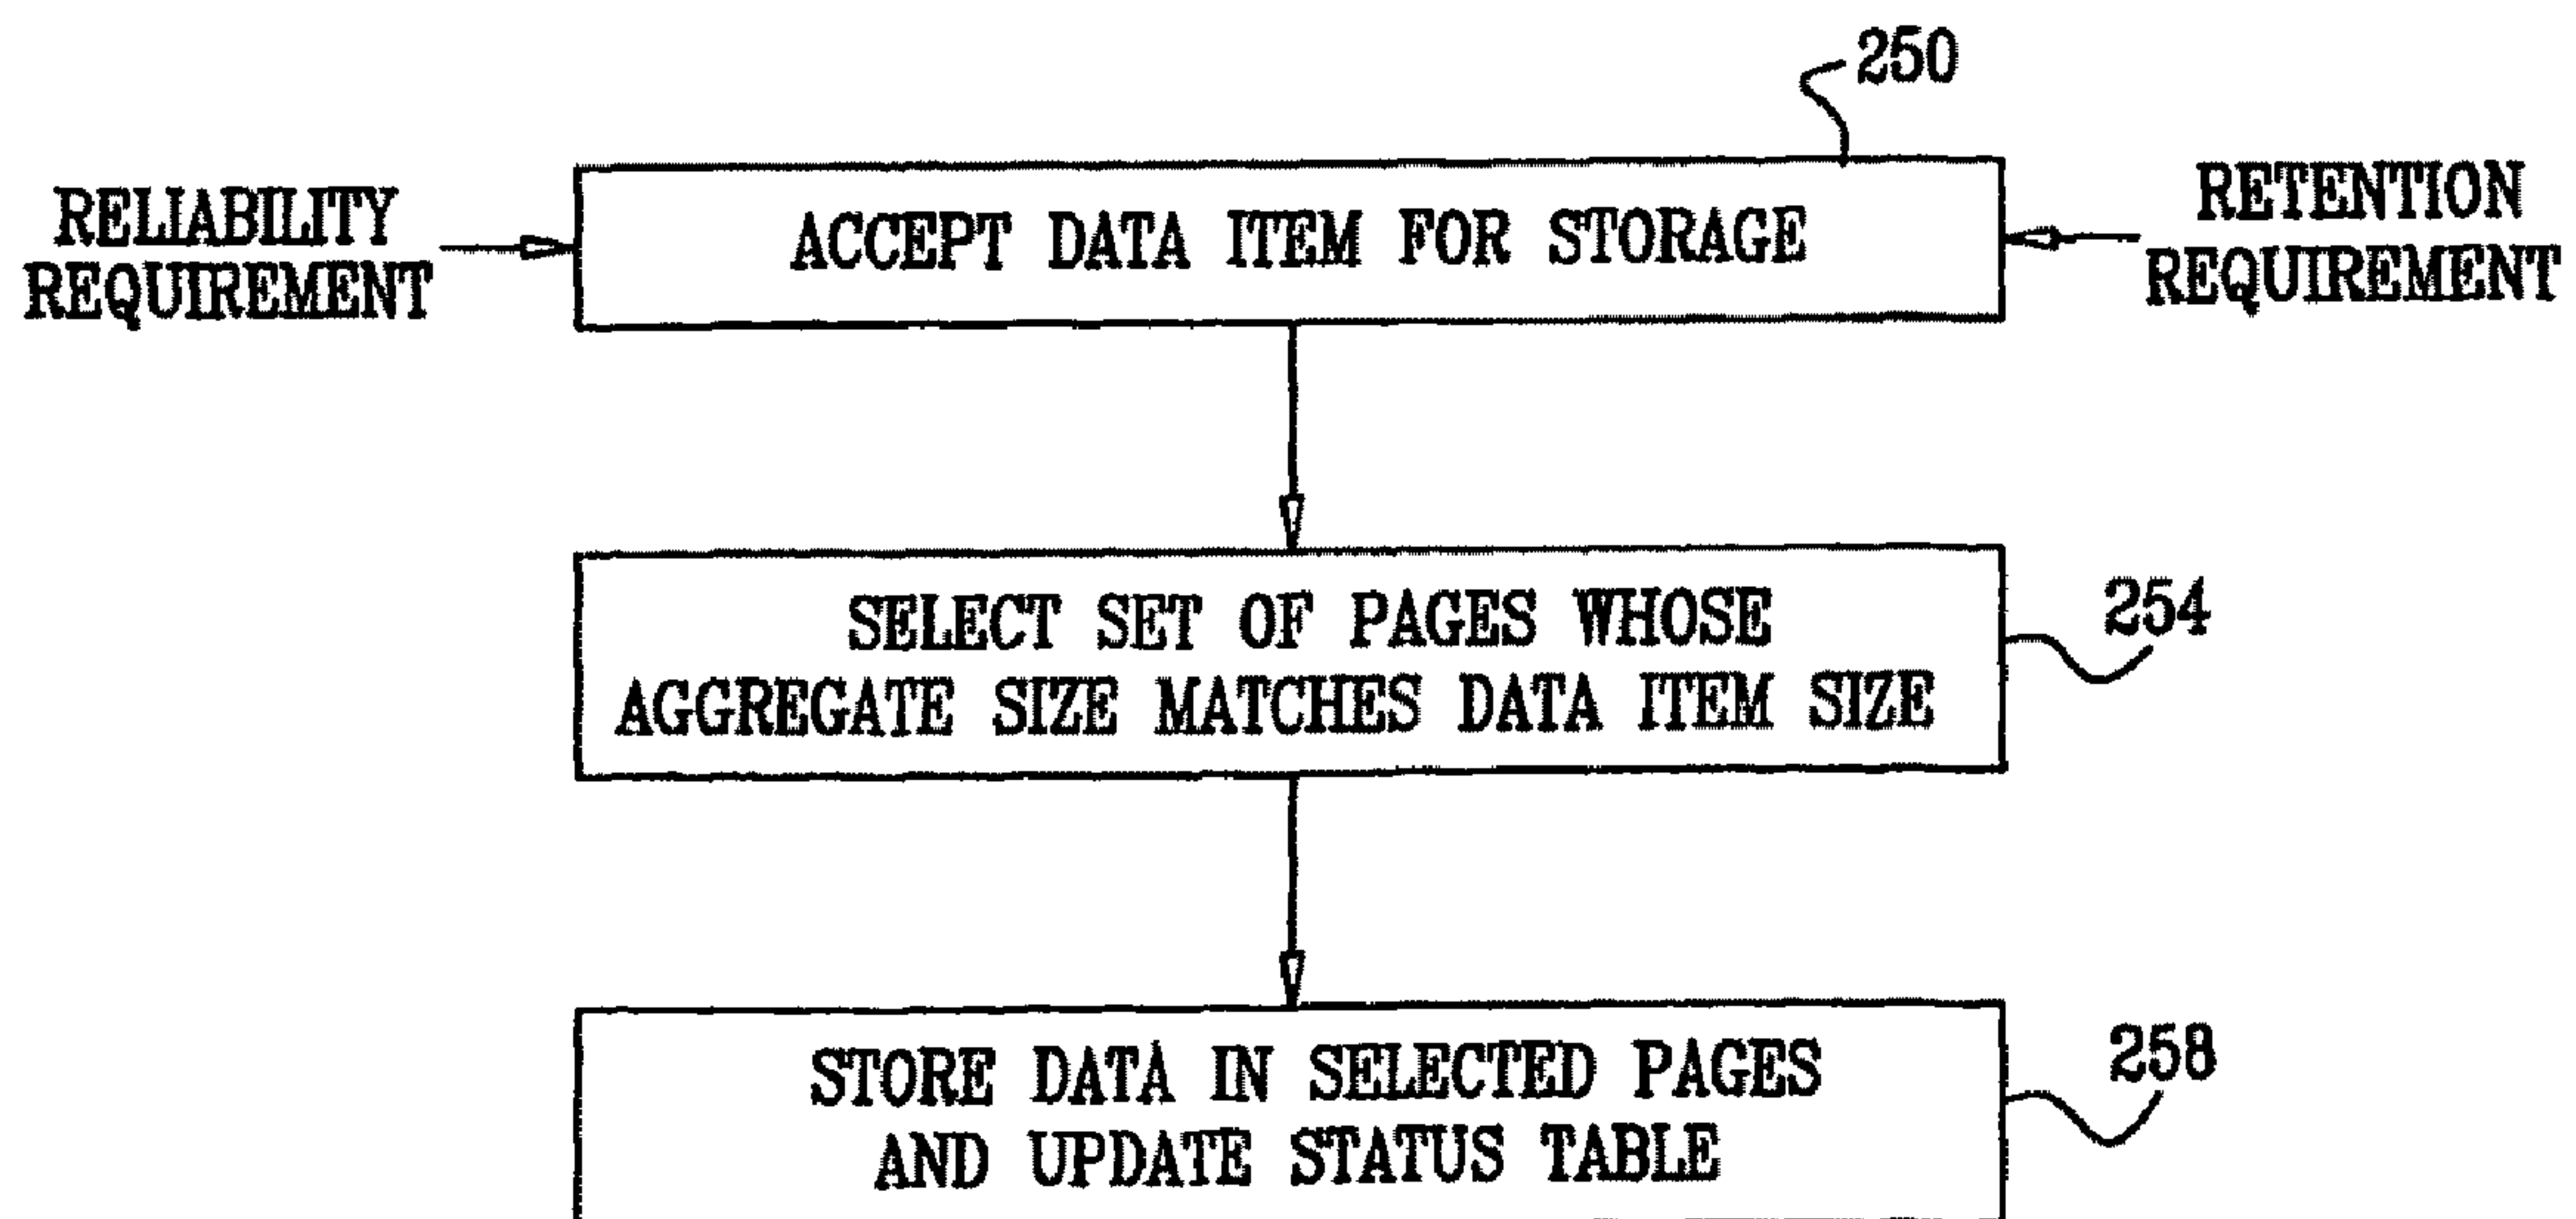 250
RELIABILITY
REQUIREMENT
ACCEPT DATA ITEM FOR STORAGE
RETENTION
REQUIREMENT
SELECT SET OF PAGES WHOSE
AGGREGATE SIZE MATCHES DATA ITEM SIZE
254
STORE DATA IN SELECTED PAGES
AND UPDATE STATUS TABLE
258